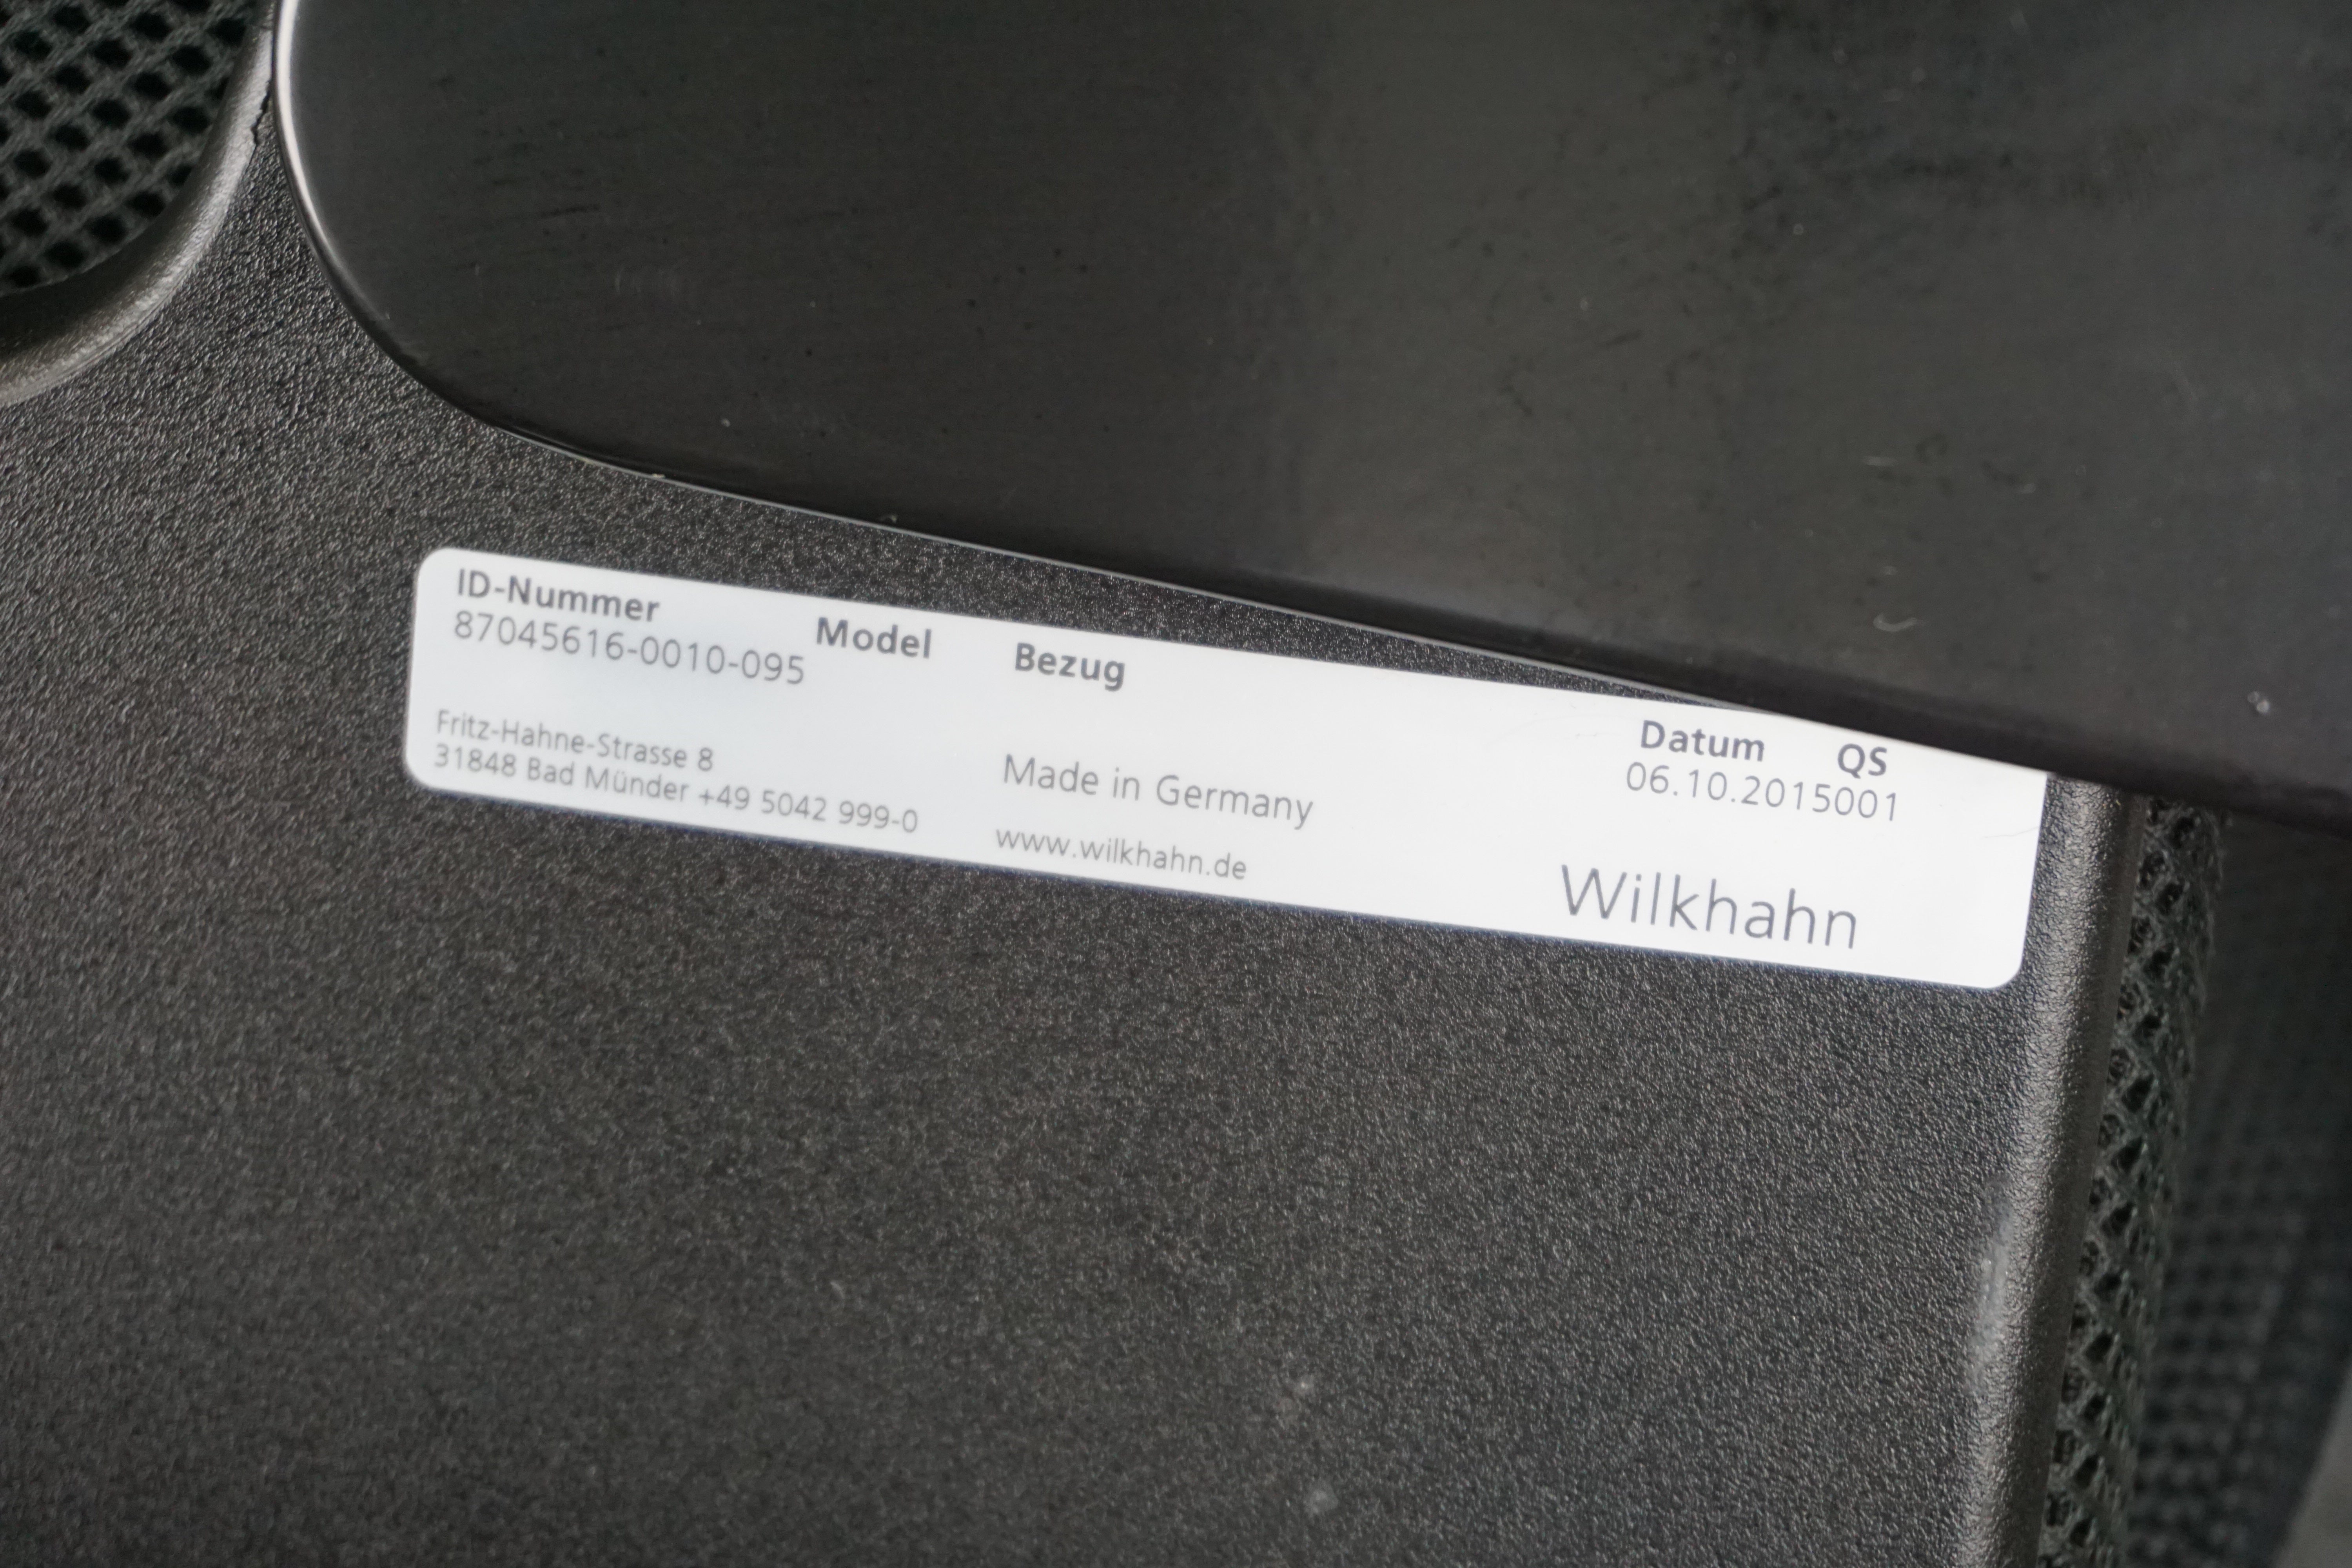 ID-Nummer Model Bezug Datum QS
87045616-0010-095 06.10.2015001
Fritz-Hahne-Strasse 8 Made in Germany
31848 Bad Münder +49 5042 999-0 www.wilkhahn.de Wilkhahn